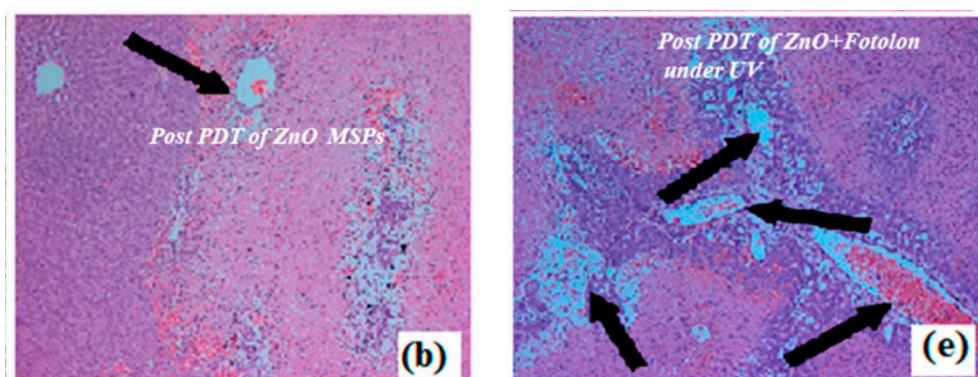 Post PDT of ZnO MSPs
(b)
Post PDT of ZnO+Fotolon
under UV
(e)